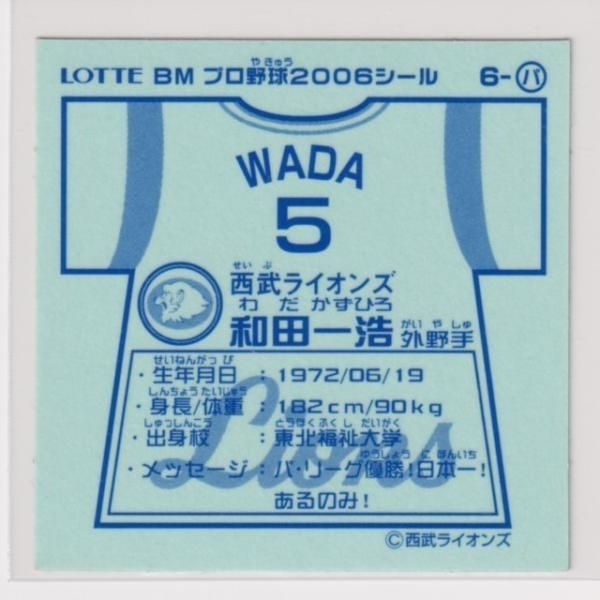 LOTTE BM プロ野球2006シール 6-パ
やきゅう
WADA
5
せいぶ
西武ライオンズ
わだかずひろ
和田一浩 外野手
がいやしゅ
せいねんがっぴ
・生年月日：1972/06/19
しんちょうたいじゅう
・身長/体重：182cm/90kg
しゅっしんこう とうほくふくしだいがく
・出身校：東北福祉大学
ゆうしょう にほんいち
・メッセージ：パ・リーグ優勝！日本一！
あるのみ！
Lions
©西武ライオンズ